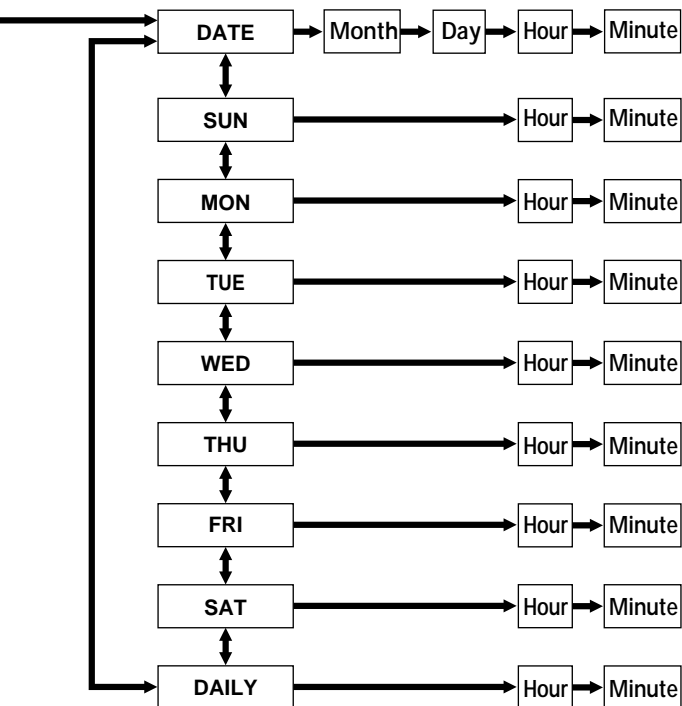 DATE Month Day Hour Minute
SUN Hour Minute
MON Hour Minute
TUE Hour Minute
WED Hour Minute
THU Hour Minute
FRI Hour Minute
SAT Hour Minute
DAILY Hour Minute